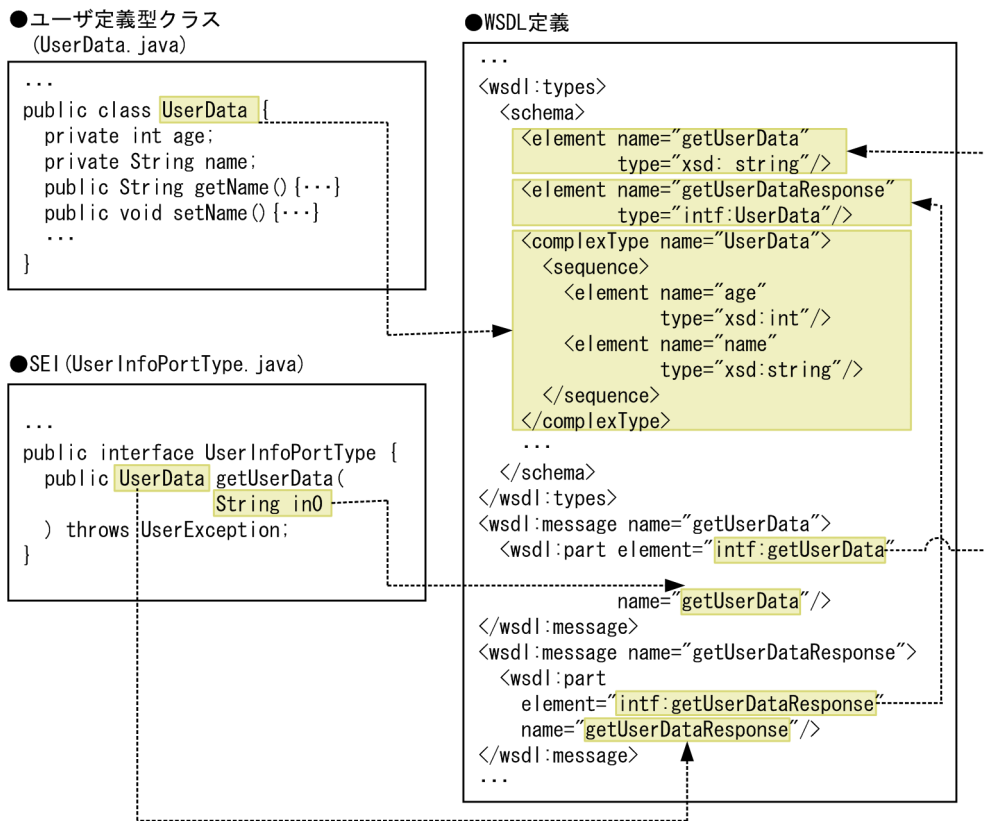 ●ユーザ定義型クラス
(UserData.java)
...
public class UserData {
private int age;
private String name;
public String getName(){...}
public void setName(){...}
...
}
●SEI(UserInfoPortType.java)
...
public interface UserInfoPortType {
public UserData getUserData(
String in0
) throws UserException;
}
●WSDL定義
...
<wsdl:types>
<schema>
<element name="getUserData"
type="xsd: string"/>
<element name="getUserDataResponse"
type="intf:UserData"/>
<complexType name="UserData">
<sequence>
<element name="age"
type="xsd:int"/>
<element name="name"
type="xsd:string"/>
</sequence>
</complexType>
...
</schema>
</wsdl:types>
<wsdl:message name="getUserData">
<wsdl:part element="intf:getUserData"
name="getUserData"/>
</wsdl:message>
<wsdl:message name="getUserDataResponse">
<wsdl:part
element="intf:getUserDataResponse"
name="getUserDataResponse"/>
</wsdl:message>
...